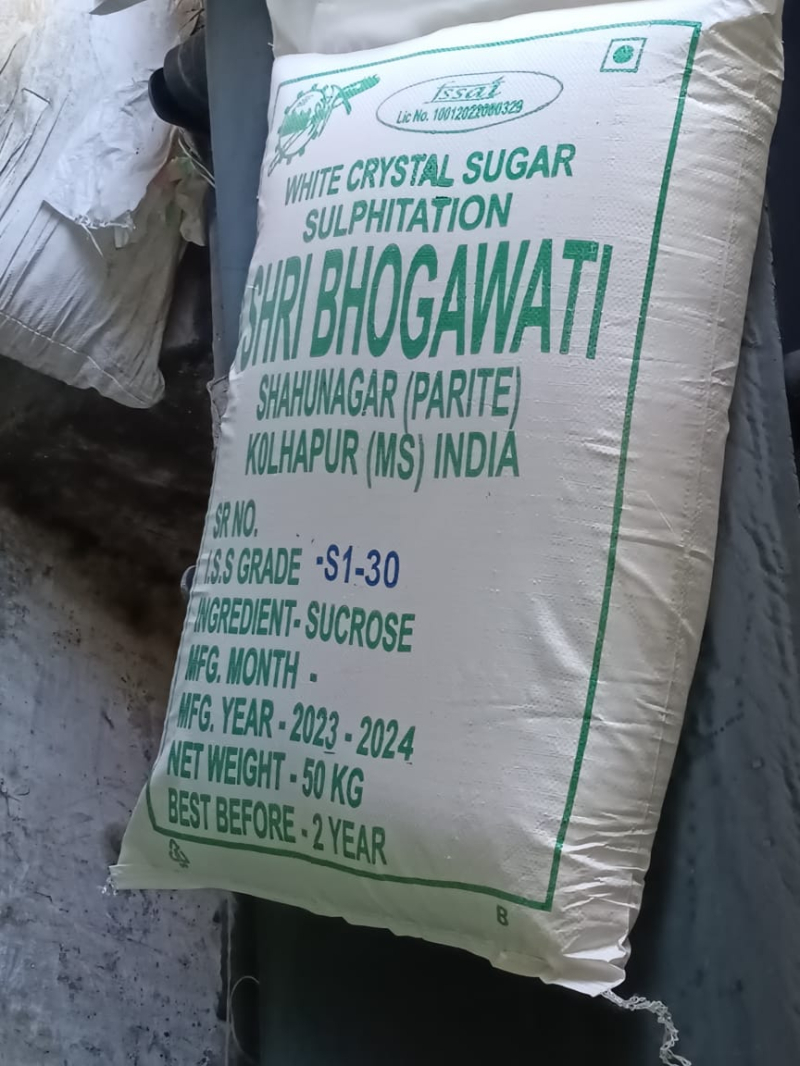 fssai
Lic No. 10012022000329
WHITE CRYSTAL SUGAR
SULPHITATION
SHRI BHOGAWATI
SHAHUNAGAR (PARITE)
KOLHAPUR (MS) INDIA
SR NO.
I.S.S GRADE -S1-30
INGREDIENT- SUCROSE
MFG. MONTH -
MFG. YEAR - 2023 - 2024
NET WEIGHT - 50 KG
BEST BEFORE - 2 YEAR
B